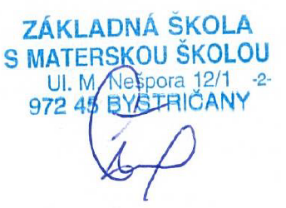 ZÁKLADNÁ ŠKOLA
S MATERSKOU ŠKOLOU
Ul. M. Nešpora 12/1 -2-
972 45 BYSTRIČANY